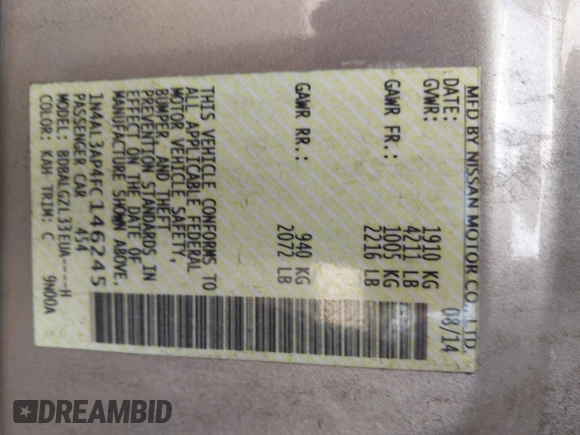 MFD BY NISSAN MOTOR CO., LTD.
DATE: 08/14
GVWR: 1910 KG
4211 LB
GAWR FR.: 1005 KG
2216 LB
GAWR RR.: 940 KG
2072 LB
THIS VEHICLE CONFORMS TO
ALL APPLICABLE FEDERAL
MOTOR VEHICLE SAFETY,
BUMPER, AND THEFT
PREVENTION STANDARDS IN
EFFECT ON THE DATE OF
MANUFACTURE SHOWN ABOVE.
1N4AL3AP4FC146245
PASSENGER CAR 454
MODEL: BDBALGZL33EUA----H
COLOR: KAH TRIM: C 9H00A
DREAMBID